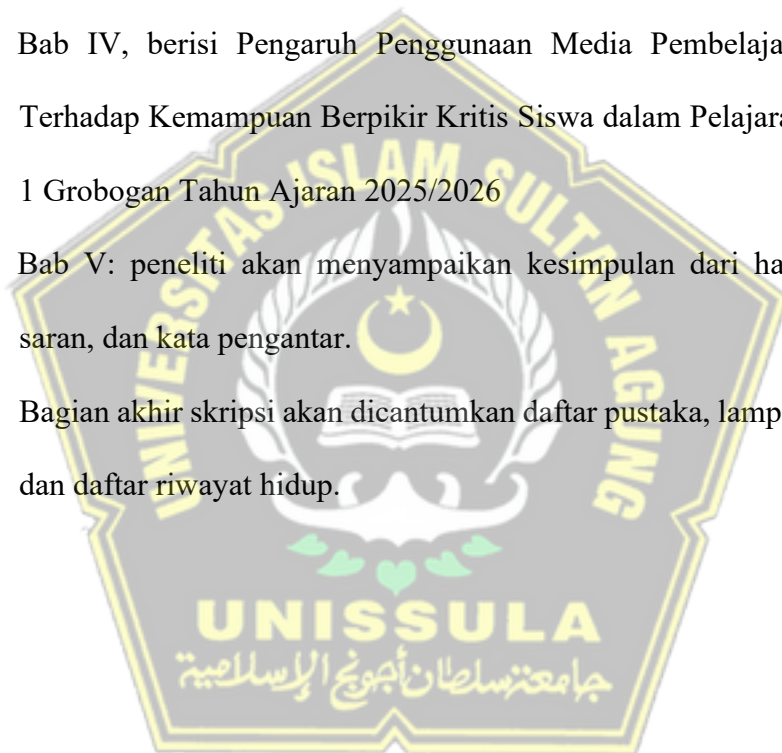 Bab IV, berisi Pengaruh Penggunaan Media Pembelaja
Terhadap Kemampuan Berpikir Kritis Siswa dalam Pelajara
1 Grobogan Tahun Ajaran 2025/2026
Bab V: peneliti akan menyampaikan kesimpulan dari ha
saran, dan kata pengantar.
Bagian akhir skripsi akan dicantumkan daftar pustaka, lamp
dan daftar riwayat hidup.
UNIVERSITAS ISLAM SULTAN AGUNG
UNISSULA
جامعة سلطان أجونج الإسلامية